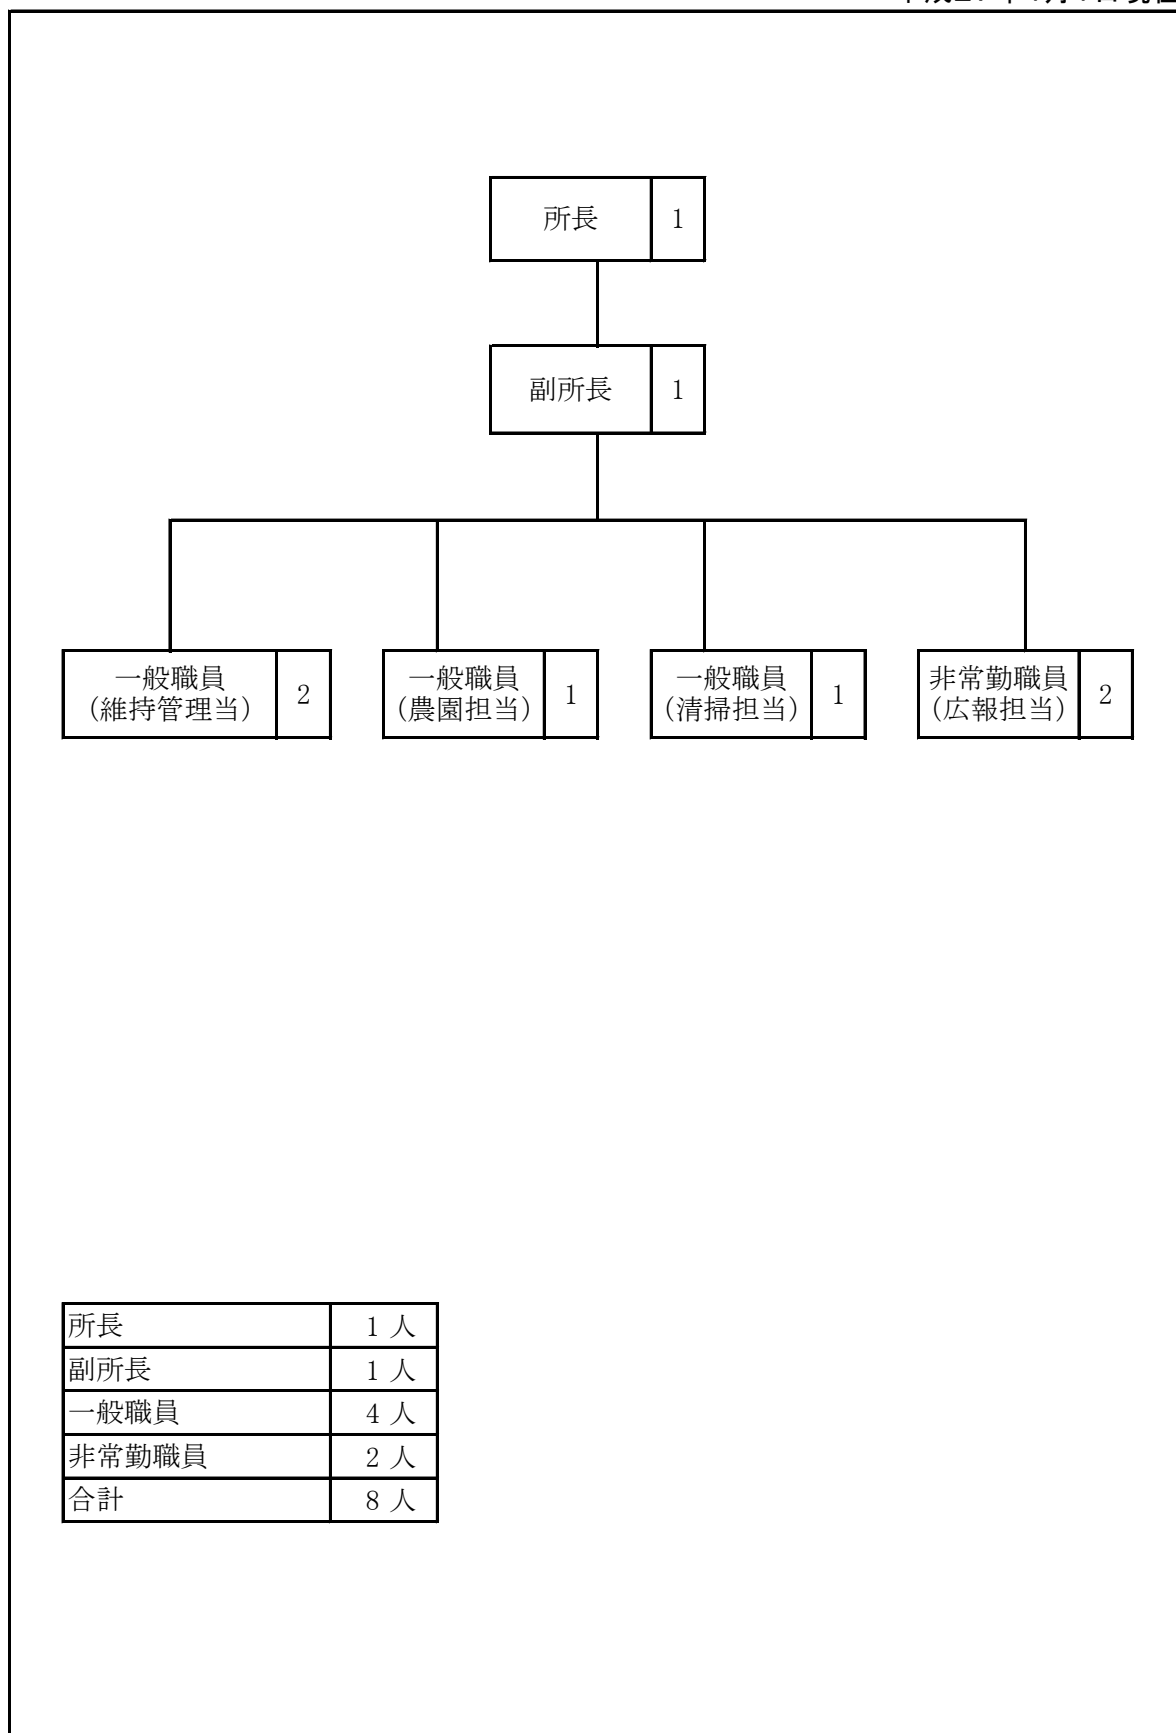 所長 1
副所長 1
一般職員
(維持管理当) 2
一般職員
(農園担当) 1
一般職員
(清掃担当) 1
非常勤職員
(広報担当) 2
所長 1 人
副所長 1 人
一般職員 4 人
非常勤職員 2 人
合計 8 人